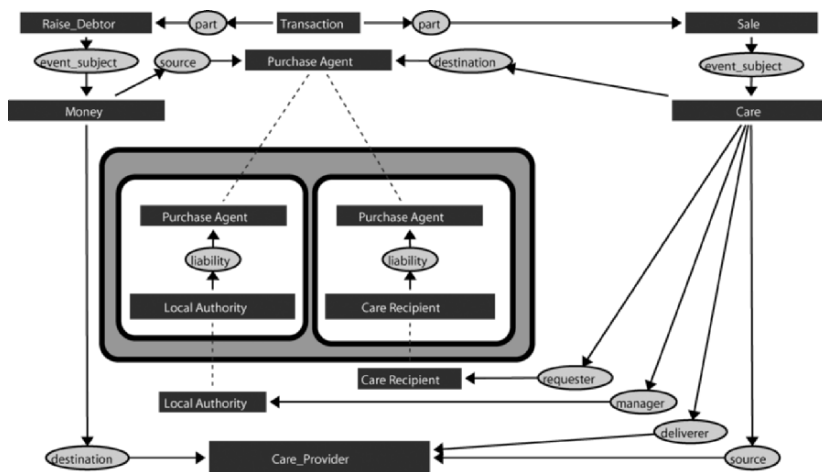 Raise_Debtor
part
Transaction
part
Sale
event_subject
source
Purchase Agent
destination
event_subject
Money
Care
Purchase Agent
Purchase Agent
liability
liability
Local Authority
Care Recipient
Care Recipient
requester
Local Authority
manager
deliverer
destination
Care_Provider
source